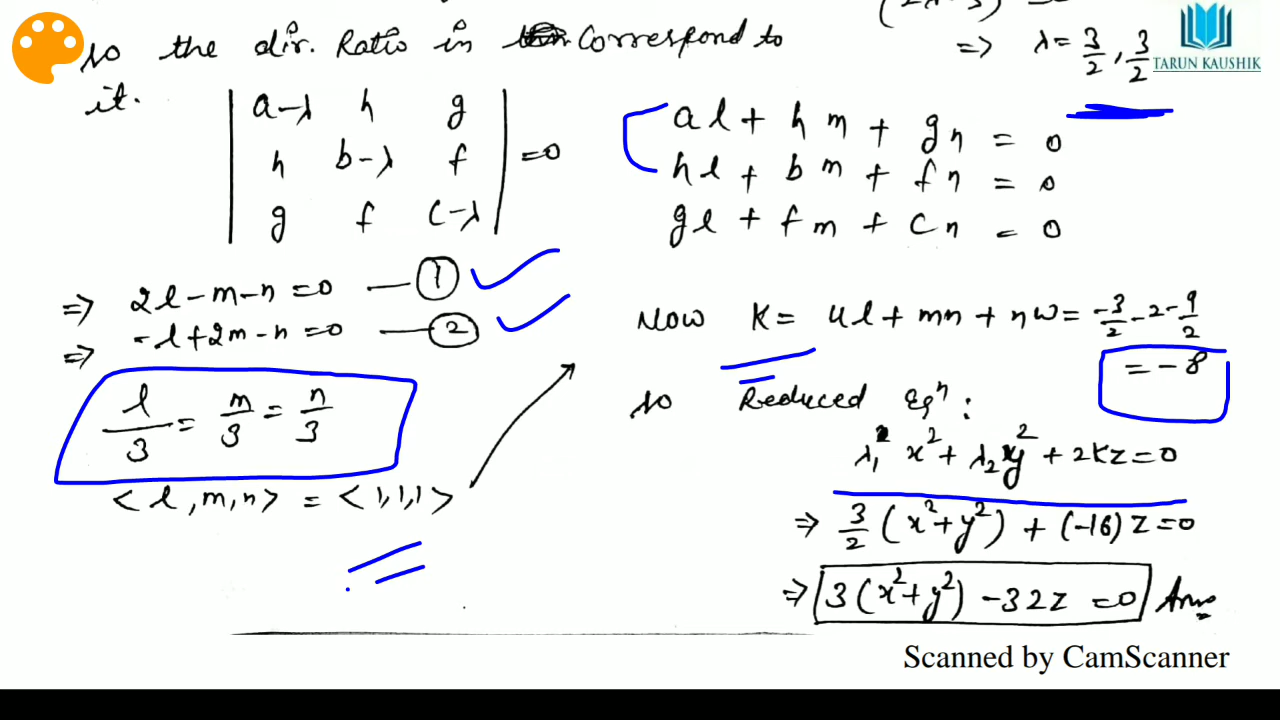 so the dir. Ratio in correspond to
it.
a-λ h g
h b-λ f = 0
g f c-λ
=> 2l - m - n = 0 — ①
=> -l + 2m - n = 0 — ②
l/3 = m/3 = n/3
<l, m, n> = <1, 1, 1>
=> λ = 3/2, 3/2
TARUN KAUSHIK
al + hm + gn = 0
hl + bm + fn = 0
gl + fm + cn = 0
Now K = ul + mn + nw = -3/2 - 2 - 9/2
= -8
so Reduced Eqⁿ:
λ₁ x² + λ₂ y² + 2kz = 0
=> 3/2 (x² + y²) + (-16) z = 0
=> 3(x² + y²) - 32z = 0 Ans
Scanned by CamScanner